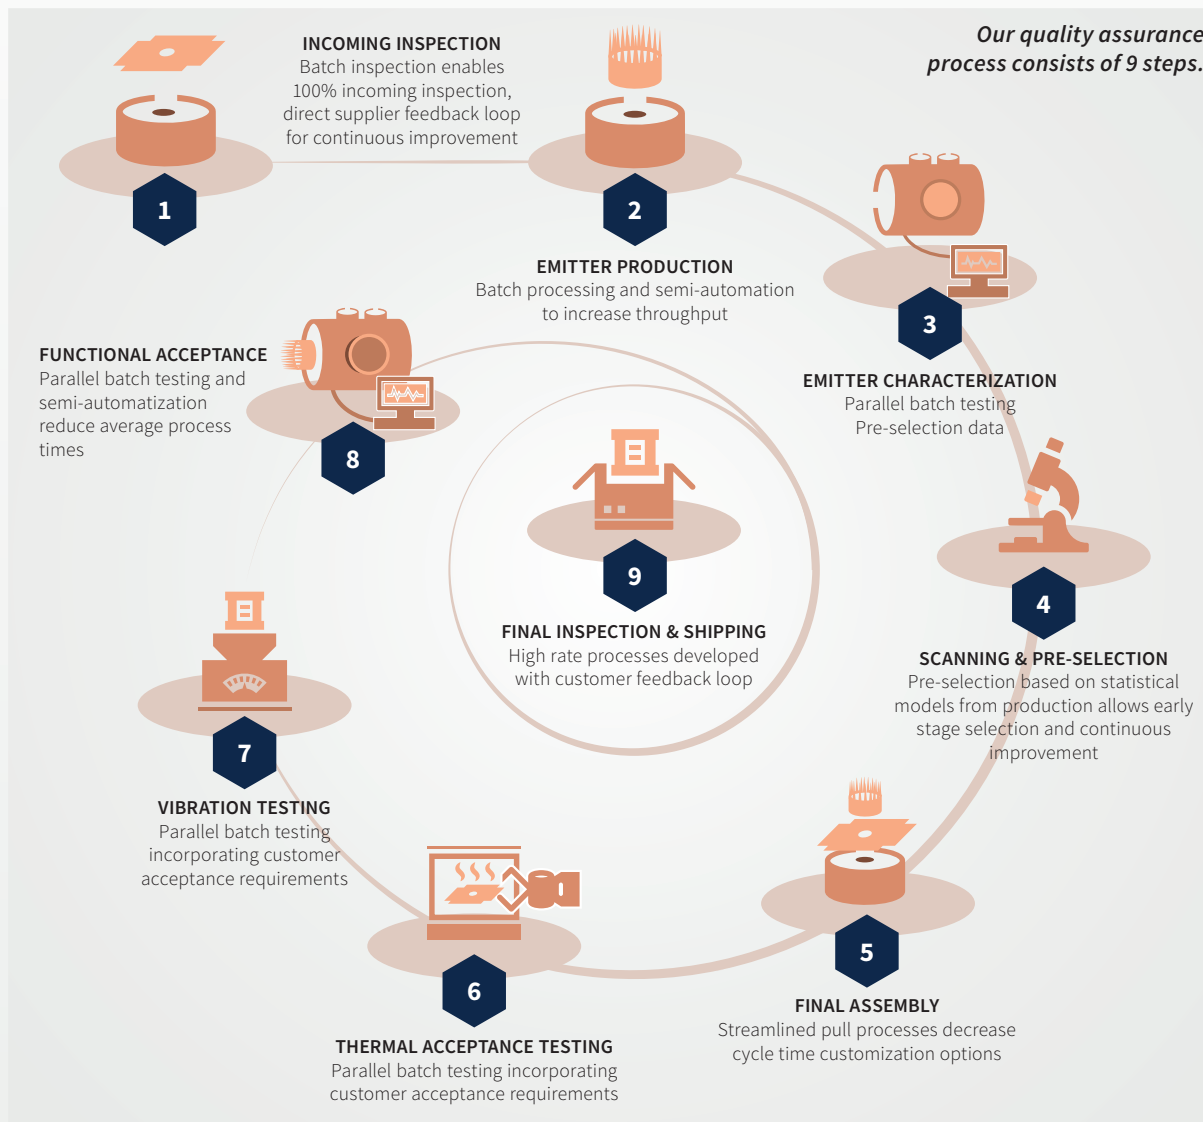 Our quality assurance
process consists of 9 steps.
INCOMING INSPECTION
Batch inspection enables
100% incoming inspection,
direct supplier feedback loop
for continuous improvement
1
2
EMITTER PRODUCTION
Batch processing and semi-automation
to increase throughput
3
EMITTER CHARACTERIZATION
Parallel batch testing
Pre-selection data
4
SCANNING & PRE-SELECTION
Pre-selection based on statistical
models from production allows early
stage selection and continuous
improvement
5
FINAL ASSEMBLY
Streamlined pull processes decrease
cycle time customization options
6
THERMAL ACCEPTANCE TESTING
Parallel batch testing incorporating
customer acceptance requirements
7
VIBRATION TESTING
Parallel batch testing
incorporating customer
acceptance requirements
FUNCTIONAL ACCEPTANCE
Parallel batch testing and
semi-automatization
reduce average process
times
8
9
FINAL INSPECTION & SHIPPING
High rate processes developed
with customer feedback loop